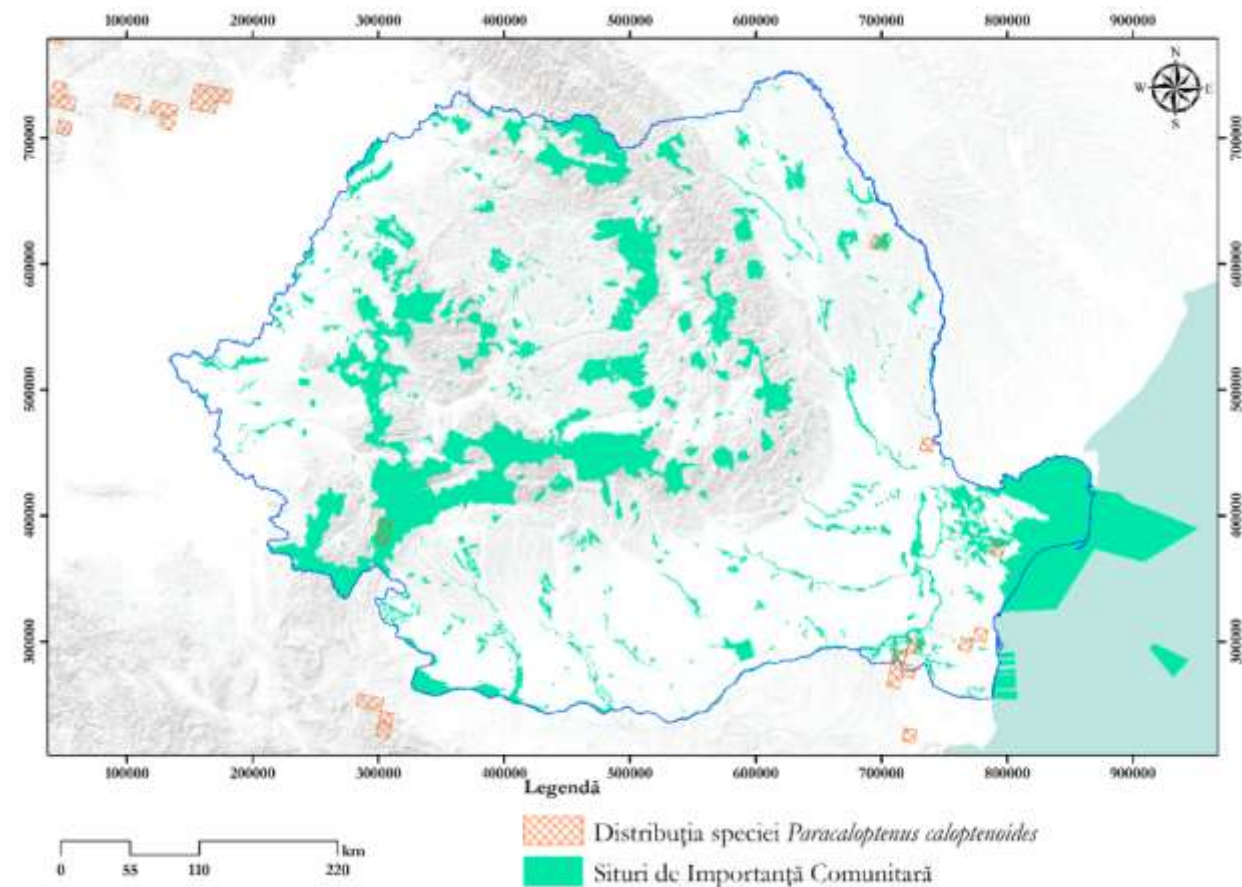 100000 200000 300000 400000 500000 600000 700000 800000 900000
N
W E
S
700000 700000
600000 600000
500000 500000
400000 400000
300000 300000
100000 200000 300000 400000 500000 600000 700000 800000 900000
Legendă
Distribuția speciei Paracaloptenus caloptenoides
km
0 55 110 220
Situri de Importanță Comunitară